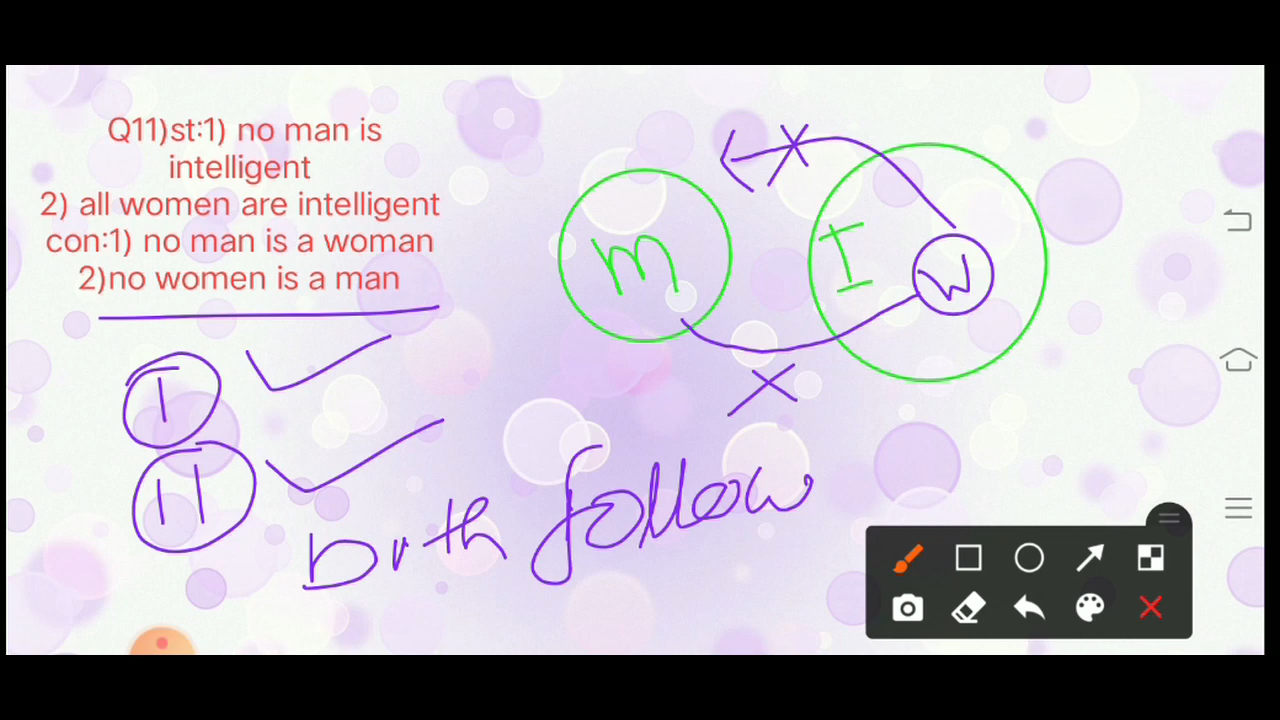 Q11)st:1) no man is
intelligent
2) all women are intelligent
con:1) no man is a woman
2)no women is a man
M
I
W
I
II
both follow